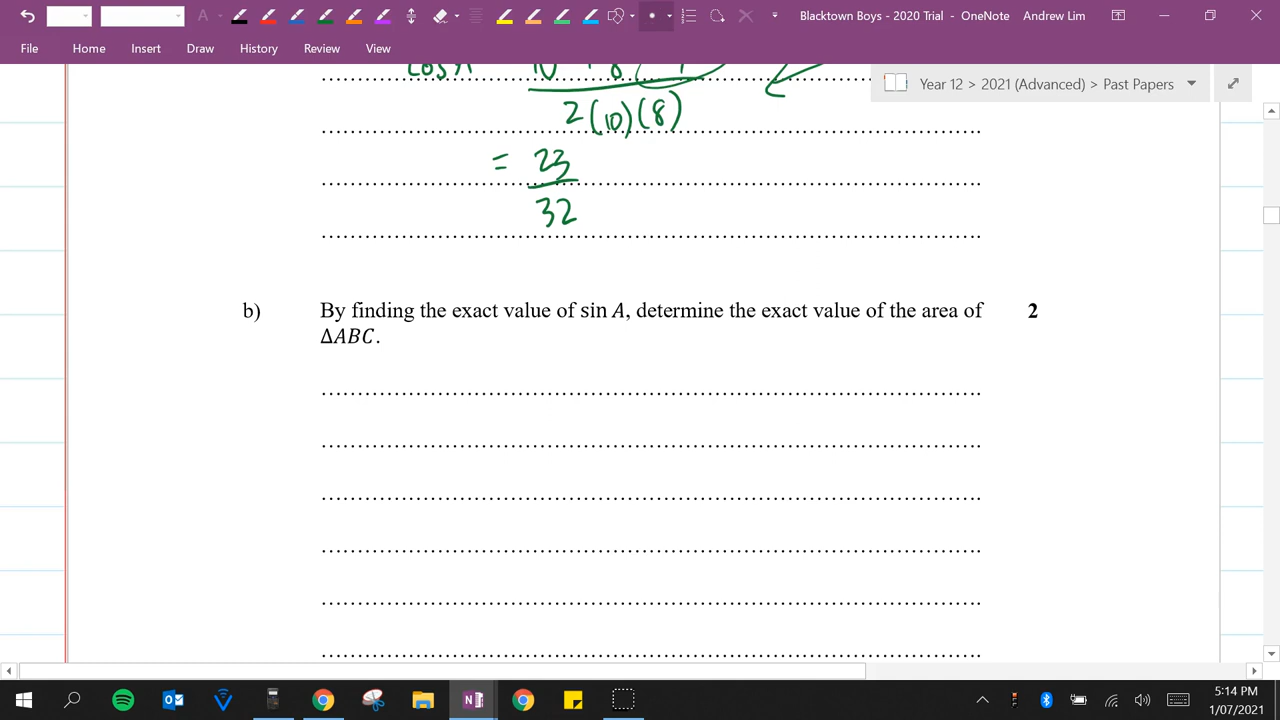 Blacktown Boys - 2020 Trial - OneNote
Andrew Lim
File Home Insert Draw History Review View
Year 12 > 2021 (Advanced) > Past Papers
cos A
2(10)(8)
= 23
32
b) By finding the exact value of sin A, determine the exact value of the area of 2
ΔABC.
5:14 PM
1/07/2021